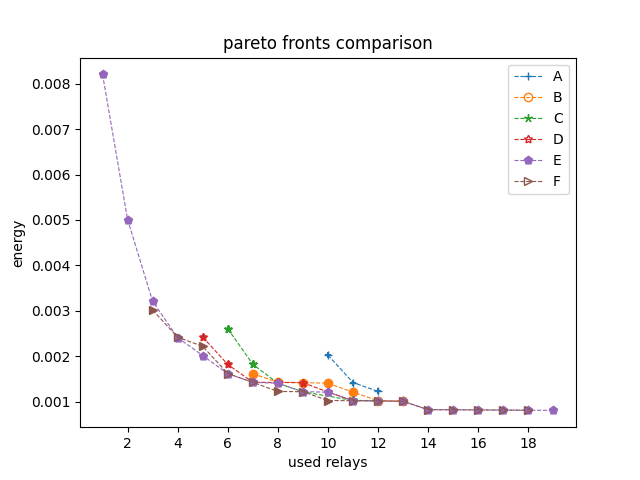 pareto fronts comparison
0.008
0.007
0.006
0.005
0.004
0.003
0.002
0.001
energy
A
B
C
D
E
F
2 4 6 8 10 12 14 16 18
used relays